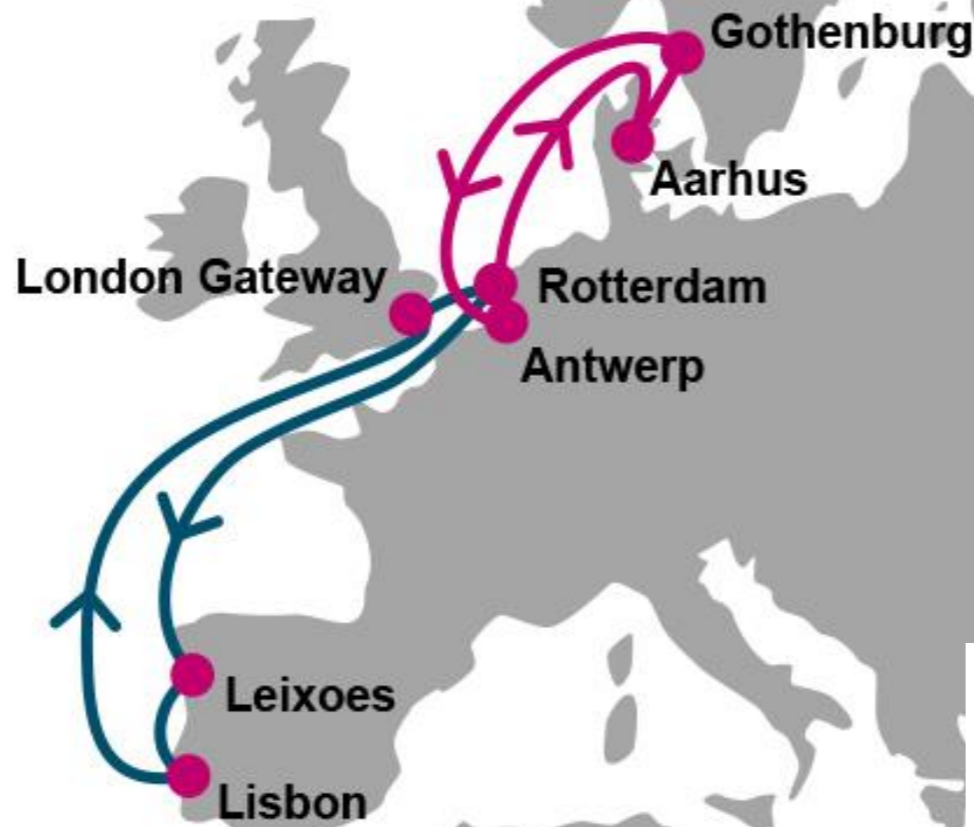 Gothenburg
Aarhus
London Gateway
Rotterdam
Antwerp
Leixoes
Lisbon